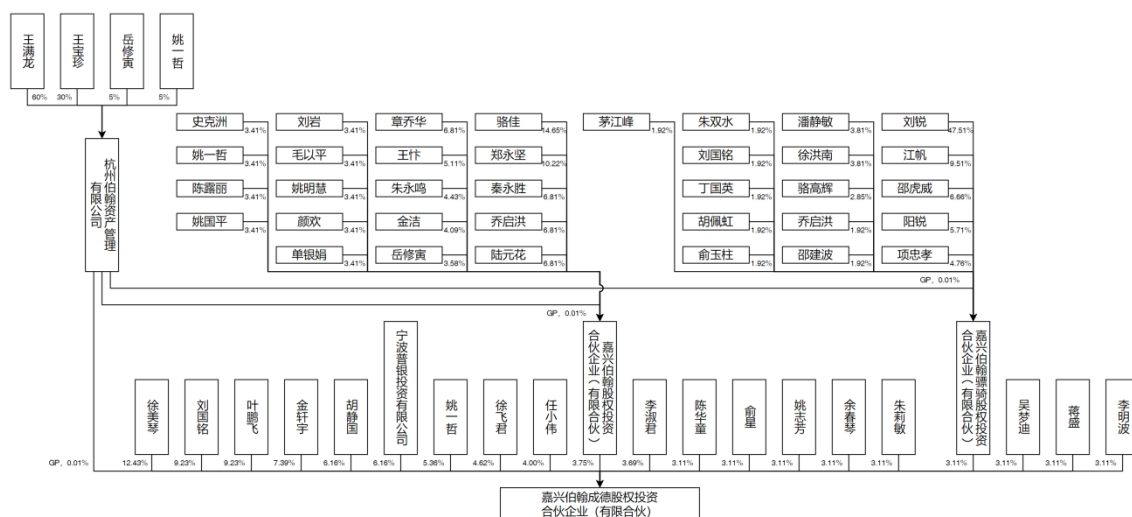 王满龙
王宝珍
岳修寅
姚一哲
60%
30%
5%
5%
杭州伯翰资产管理
有限公司
史克洲
3.41%
刘岩
3.41%
章乔华
6.81%
骆佳
14.65%
茅江峰
1.92%
朱双水
1.92%
潘静敏
3.81%
刘锐
47.51%
姚一哲
3.41%
毛以平
3.41%
王忭
5.11%
郑永坚
10.22%
刘国铭
1.92%
徐洪南
3.81%
江帆
9.51%
陈露丽
3.41%
姚明慧
3.41%
朱永鸣
4.43%
秦永胜
6.81%
丁国英
1.92%
骆高辉
2.85%
邵虎威
6.66%
姚国平
3.41%
颜欢
3.41%
金洁
4.09%
乔启洪
6.81%
胡佩虹
1.92%
乔启洪
1.92%
阳锐
5.71%
单银娟
3.41%
岳修寅
3.58%
陆元花
6.81%
俞玉柱
1.92%
邵建波
1.92%
项忠孝
4.76%
GP，0.01%
GP，0.01%
徐美琴
刘国铭
叶鹏飞
金轩宇
胡静国
宁波普银投资有限公司
姚一哲
徐飞君
任小伟
嘉兴伯翰股权投资
合伙企业（有限合伙）
李淑君
陈华童
俞星
姚志芳
余春琴
朱莉敏
嘉兴伯翰骠骑股权投资
合伙企业（有限合伙）
吴梦迪
蒋盛
李明波
GP，0.01%
12.43%
9.23%
9.23%
7.39%
6.16%
6.16%
5.36%
4.62%
4.00%
3.75%
3.69%
3.11%
3.11%
3.11%
3.11%
3.11%
3.11%
3.11%
3.11%
3.11%
嘉兴伯翰成德股权投资
合伙企业（有限合伙）